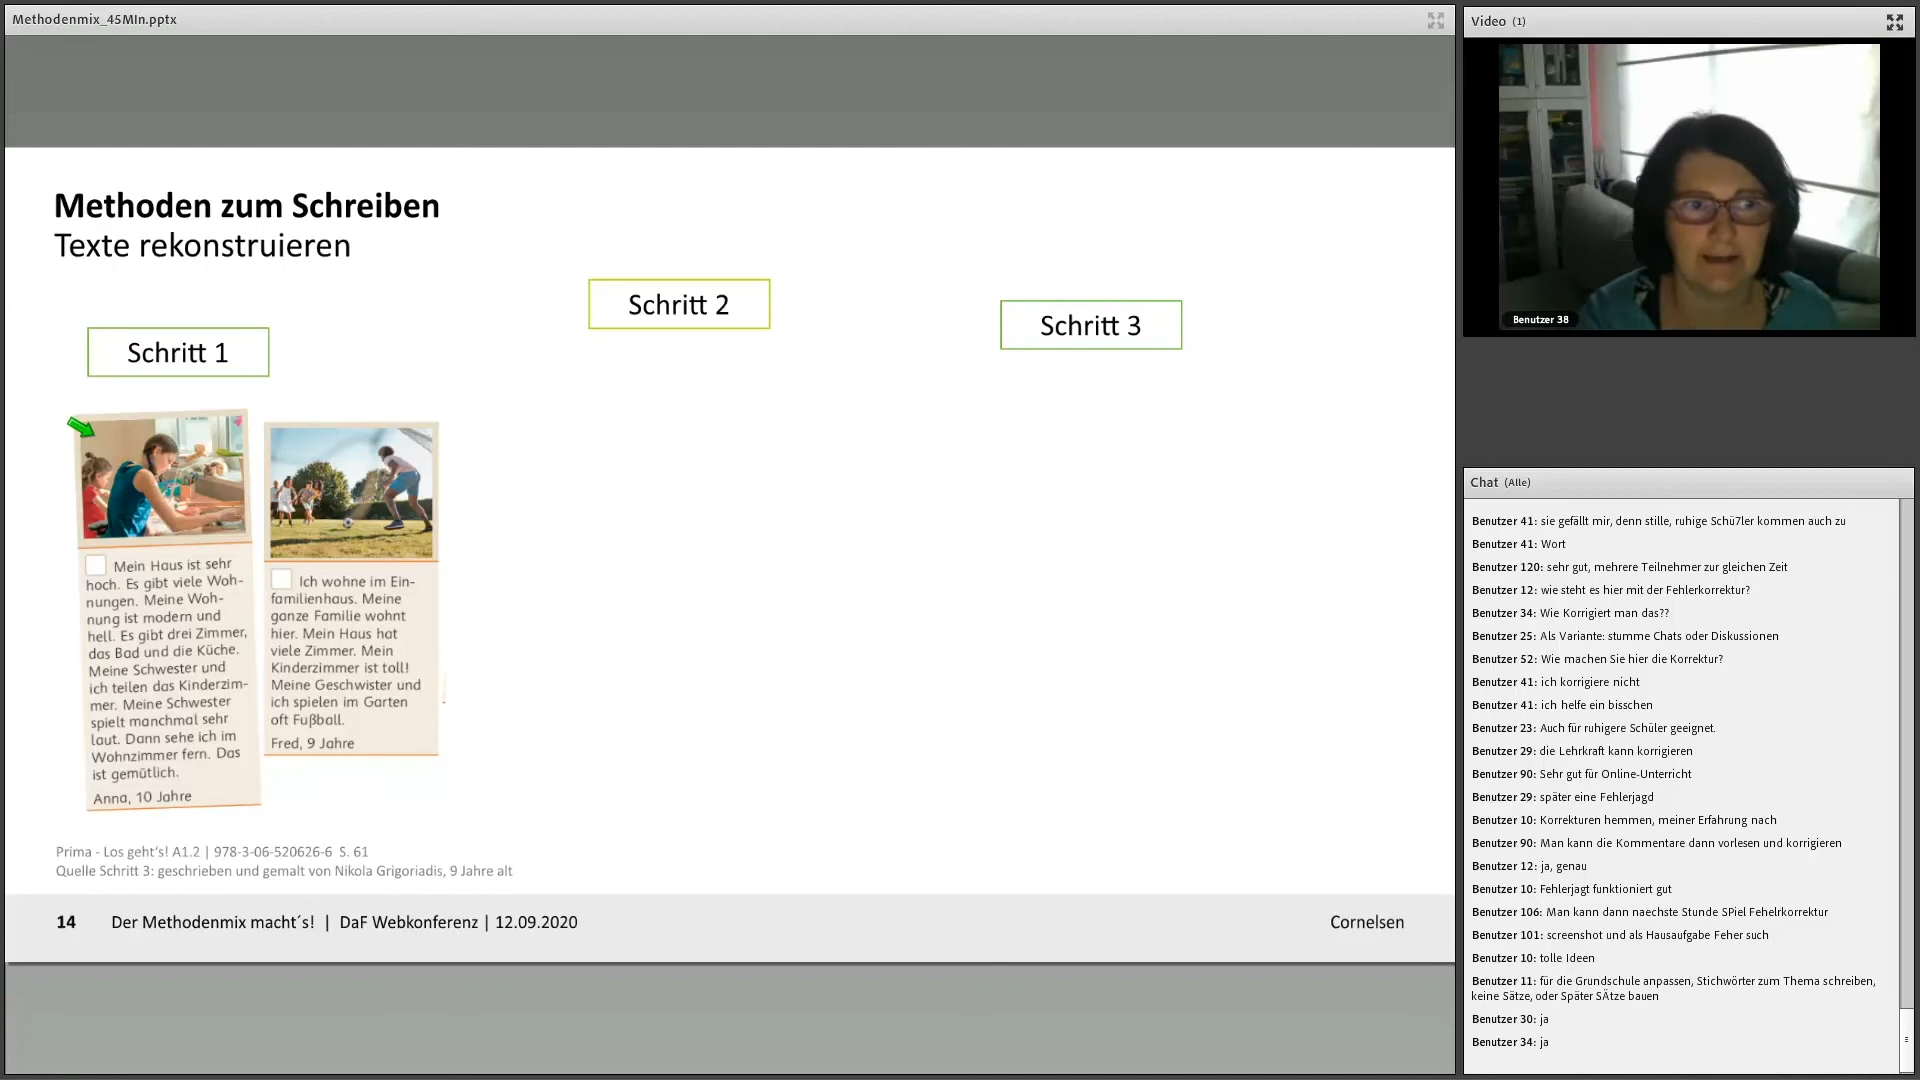 Methodenmix_45MIn.pptx
Methoden zum Schreiben
Texte rekonstruieren
Schritt 1
Schritt 2
Schritt 3
Mein Haus ist sehr
hoch. Es gibt viele Woh-
nungen. Meine Woh-
nung ist modern und
hell. Es gibt drei Zimmer,
das Bad und die Küche.
Meine Schwester und
ich teilen das Kinderzim-
mer. Meine Schwester
spielt manchmal sehr
laut. Dann sehe ich im
Wohnzimmer fern. Das
ist gemütlich.
Anna, 10 Jahre
Ich wohne im Ein-
familienhaus. Meine
ganze Familie wohnt
hier. Mein Haus hat
viele Zimmer. Mein
Kinderzimmer ist toll!
Meine Geschwister und
ich spielen im Garten
oft Fußball.
Fred, 9 Jahre
Prima - Los geht‘s! A1.2 | 978-3-06-520626-6 S. 61
Quelle Schritt 3: geschrieben und gemalt von Nikola Grigoriadis, 9 Jahre alt
14 Der Methodenmix macht´s! | DaF Webkonferenz | 12.09.2020 Cornelsen
Video (1)
Benutzer 38
Chat (Alle)
Benutzer 41: sie gefällt mir, denn stille, ruhige Schü7ler kommen auch zu
Benutzer 41: Wort
Benutzer 120: sehr gut, mehrere Teilnehmer zur gleichen Zeit
Benutzer 12: wie steht es hier mit der Fehlerkorrektur?
Benutzer 34: Wie Korrigiert man das??
Benutzer 25: Als Variante: stumme Chats oder Diskussionen
Benutzer 52: Wie machen Sie hier die Korrektur?
Benutzer 41: ich korrigiere nicht
Benutzer 41: ich helfe ein bisschen
Benutzer 23: Auch für ruhigere Schüler geeignet.
Benutzer 29: die Lehrkraft kann korrigieren
Benutzer 90: Sehr gut für Online-Unterricht
Benutzer 29: später eine Fehlerjagd
Benutzer 10: Korrekturen hemmen, meiner Erfahrung nach
Benutzer 90: Man kann die Kommentare dann vorlesen und korrigieren
Benutzer 12: ja, genau
Benutzer 10: Fehlerjagt funktioniert gut
Benutzer 106: Man kann dann naechste Stunde SPiel Fehelrkorrektur
Benutzer 101: screenshot und als Hausaufgabe Feher such
Benutzer 10: tolle Ideen
Benutzer 11: für die Grundschule anpassen, Stichwörter zum Thema schreiben,
keine Sätze, oder Später SÄtze bauen
Benutzer 30: ja
Benutzer 34: ja